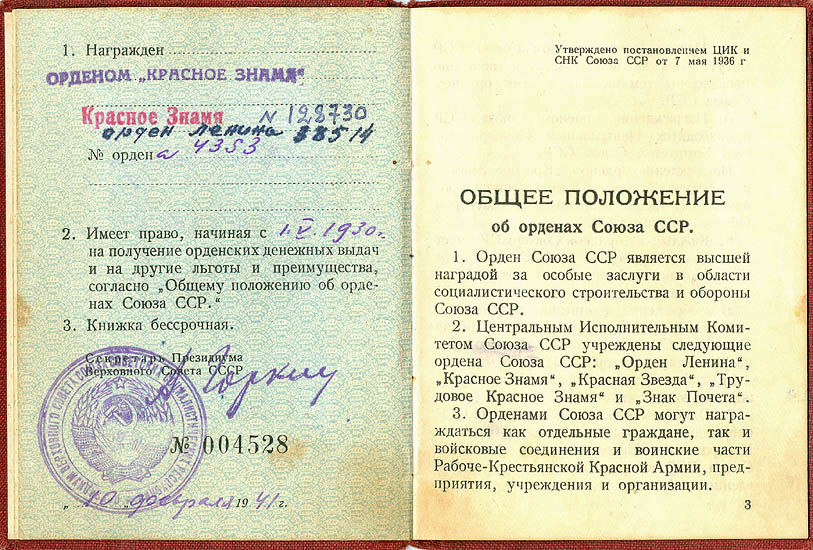 1. Награжден
ОРДЕНОМ „КРАСНОЕ ЗНАМЯ“
Красное Знамя N 128730
орден ленина 38514
№ ордена 4353
2. Имеет право, начиная с 1.V.1930г.
на получение орденских денежных выдач
и на другие льготы и преимущества,
согласно „Общему положению об орде-
нах Союза ССР.“
3. Книжка бессрочная.
Секретарь Президиума
Верховного Совета СССР
Горкин
№ 004528
„10„ февраля 1941 г.
Утверждено постановлением ЦИК и
СНК Союза ССР от 7 мая 1936 г
ОБЩЕЕ ПОЛОЖЕНИЕ
об орденах Союза ССР.
1. Орден Союза ССР является высшей
наградой за особые заслуги в области
социалистического строительства и обороны
Союза ССР.
2. Центральным Исполнительным Коми-
тетом Союза ССР учреждены следующие
ордена Союза ССР: „Орден Ленина“,
„Красное Знамя“, „Красная Звезда“, „Тру-
довое Красное Знамя“ и „Знак Почета“.
3. Орденами Союза ССР могут награ-
ждаться как отдельные граждане, так и
войсковые соединения и воинские части
Рабоче-Крестьянской Красной Армии, пред-
приятия, учреждения и организации.
3